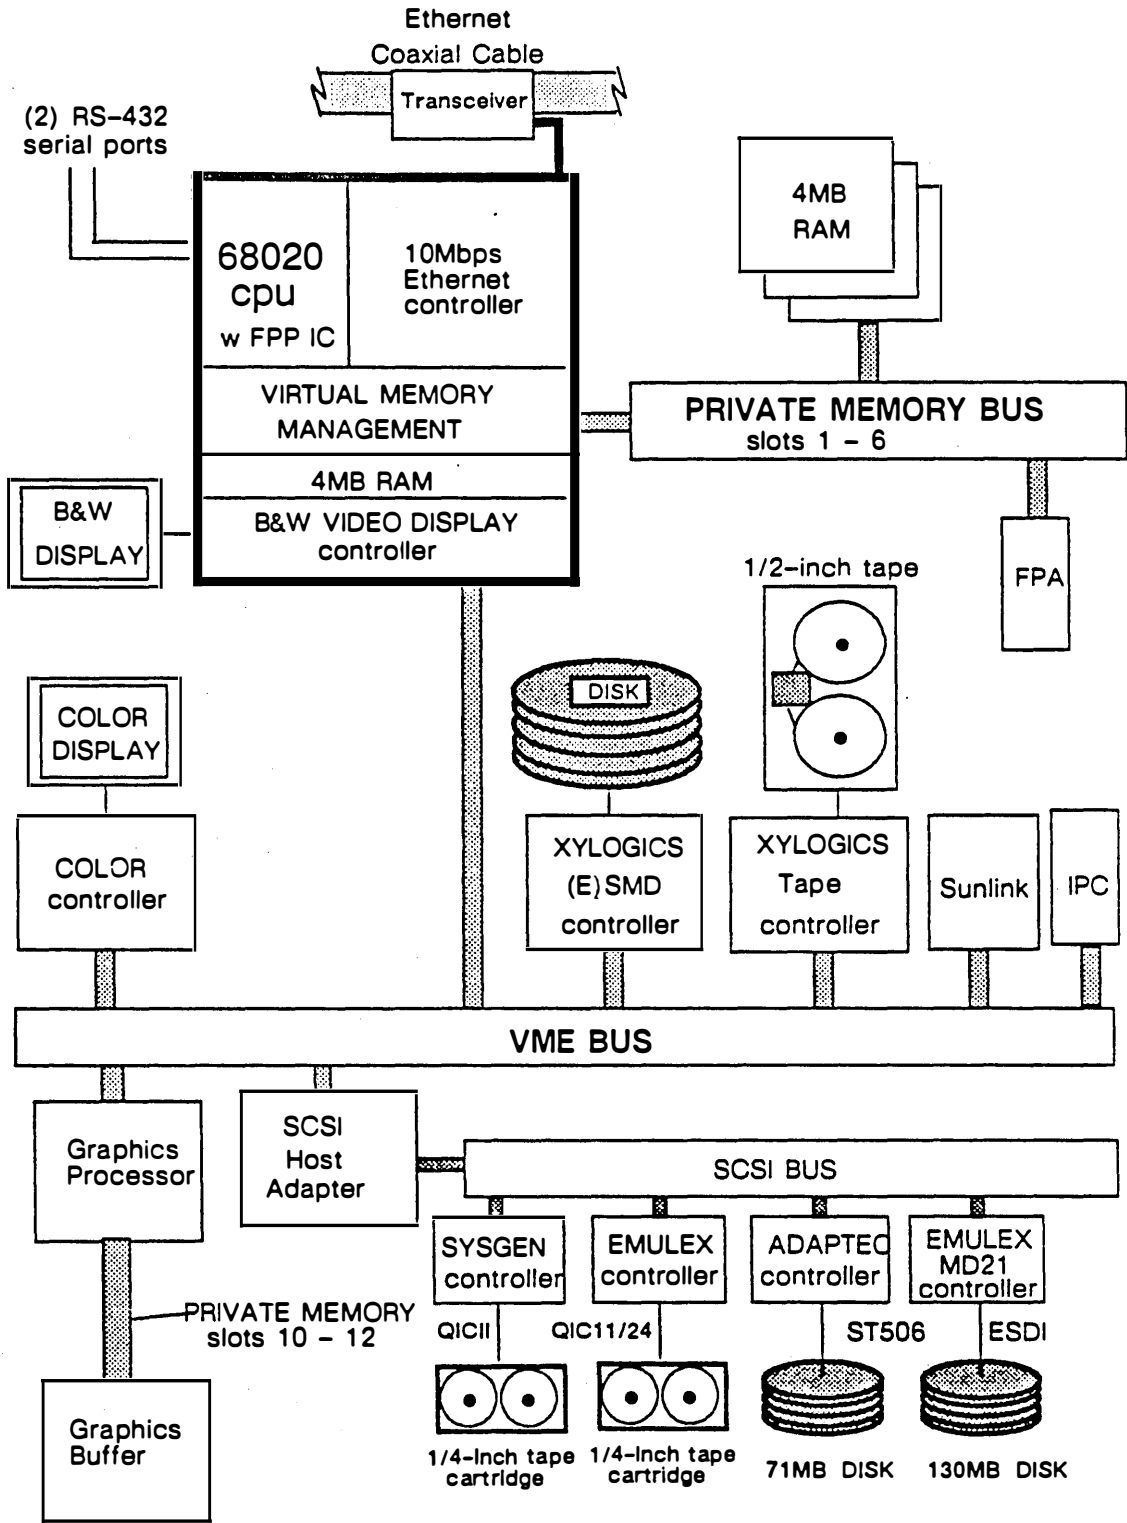 Ethernet
Coaxial Cable
Transceiver
(2) RS-432
serial ports
68020
cpu
w FPP IC
10Mbps
Ethernet
controller
4MB
RAM
VIRTUAL MEMORY
MANAGEMENT
PRIVATE MEMORY BUS
slots 1 - 6
4MB RAM
B&W VIDEO DISPLAY
controller
B&W
DISPLAY
FPA
1/2-inch tape
DISK
COLOR
DISPLAY
COLOR
controller
XYLOGICS
(E)SMD
controller
XYLOGICS
Tape
controller
Sunlink
IPC
VME BUS
Graphics
Processor
SCSI
Host
Adapter
SCSI BUS
SYSGEN
controller
EMULEX
controller
ADAPTEC
controller
EMULEX
MD21
controller
PRIVATE MEMORY
slots 10 - 12
QICII
QIC11/24
ST506
ESDI
Graphics
Buffer
1/4-Inch tape
cartridge
1/4-Inch tape
cartridge
71MB DISK
130MB DISK